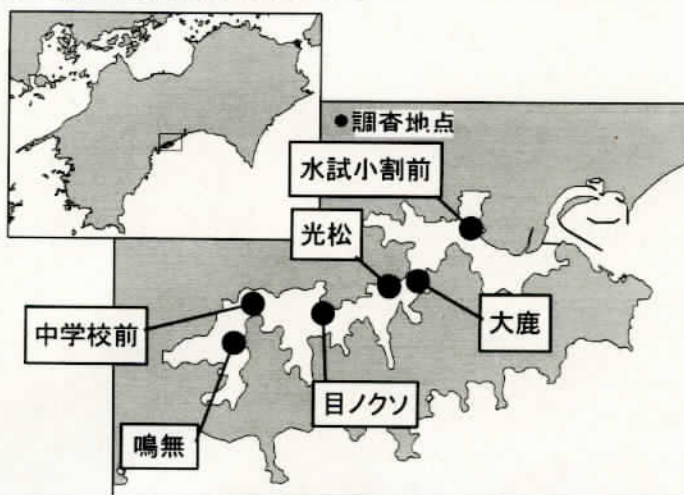 ●調査地点
水試小割前
光松
大鹿
中学校前
目ノクソ
鳴無